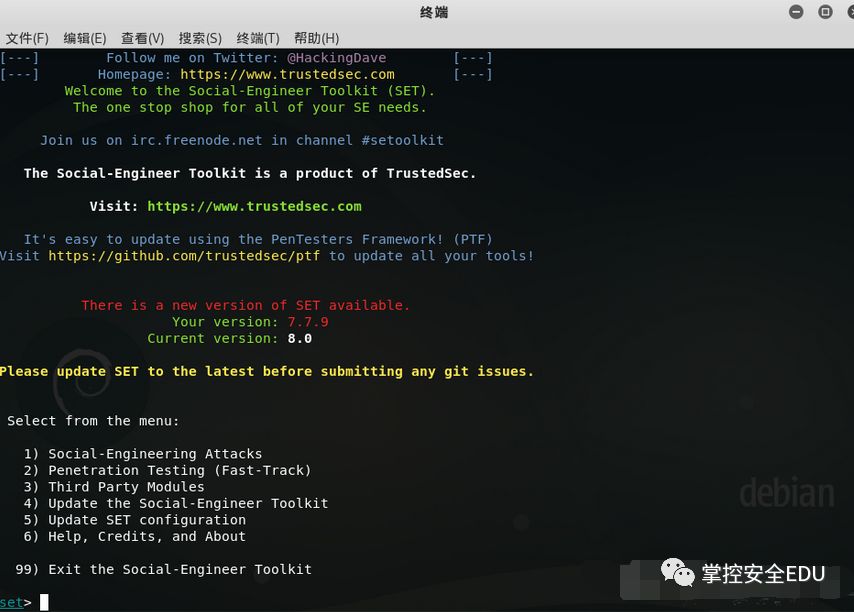 终端
文件(F) 编辑(E) 查看(V) 搜索(S) 终端(T) 帮助(H)
[---] Follow me on Twitter: @HackingDave [---]
[---] Homepage: https://www.trustedsec.com [---]
Welcome to the Social-Engineer Toolkit (SET).
The one stop shop for all of your SE needs.
Join us on irc.freenode.net in channel #setoolkit
The Social-Engineer Toolkit is a product of TrustedSec.
Visit: https://www.trustedsec.com
It's easy to update using the PenTesters Framework! (PTF)
Visit https://github.com/trustedsec/ptf to update all your tools!
There is a new version of SET available.
Your version: 7.7.9
Current version: 8.0
Please update SET to the latest before submitting any git issues.
Select from the menu:
1) Social-Engineering Attacks
2) Penetration Testing (Fast-Track)
3) Third Party Modules
4) Update the Social-Engineer Toolkit
5) Update SET configuration
6) Help, Credits, and About
99) Exit the Social-Engineer Toolkit
set>
debian
掌控安全EDU